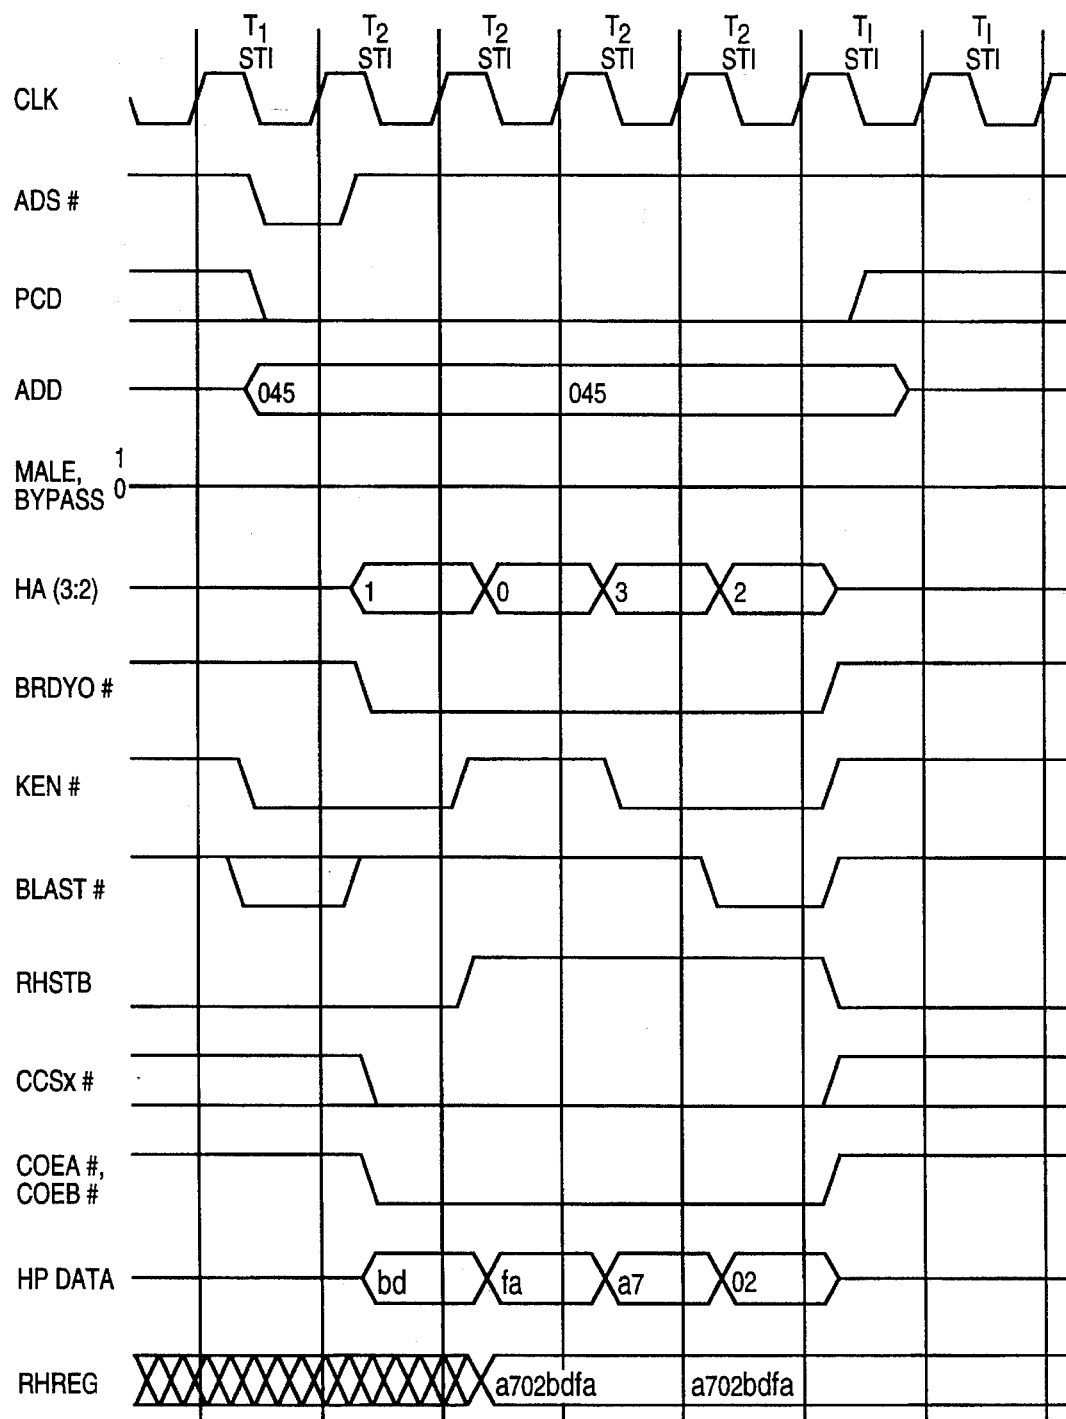 T1 T2 T2 T2 T2 TI TI
STI STI STI STI STI STI STI
CLK
ADS #
PCD
ADD 045 045
MALE, 1
BYPASS 0
HA (3:2) 1 0 3 2
BRDYO #
KEN #
BLAST #
RHSTB
CCSx #
COEA #,
COEB #
HP DATA bd fa a7 02
RHREG a702bdfa a702bdfa